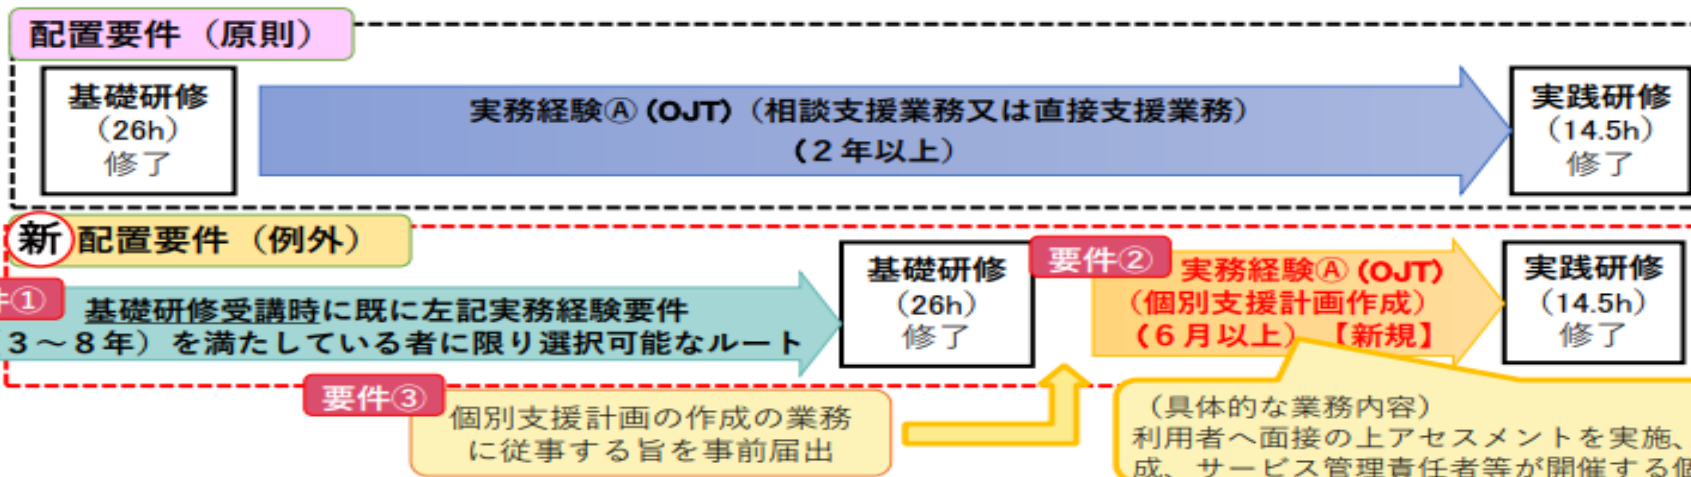 配置要件（原則）
基礎研修
（26h）
修了
実務経験Ⓐ (OJT)（相談支援業務又は直接支援業務）
（２年以上）
実践研修
（14.5h）
修了
新 配置要件（例外）
件①
基礎研修受講時に既に左記実務経験要件
３～８年）を満たしている者に限り選択可能なルート
基礎研修
（26h）
修了
要件②
実務経験Ⓐ (OJT)
（個別支援計画作成）
（６月以上）【新規】
実践研修
（14.5h）
修了
要件③
個別支援計画の作成の業務
に従事する旨を事前届出
（具体的な業務内容）
利用者へ面接の上アセスメントを実施、
成、サービス管理責任者等が開催する個